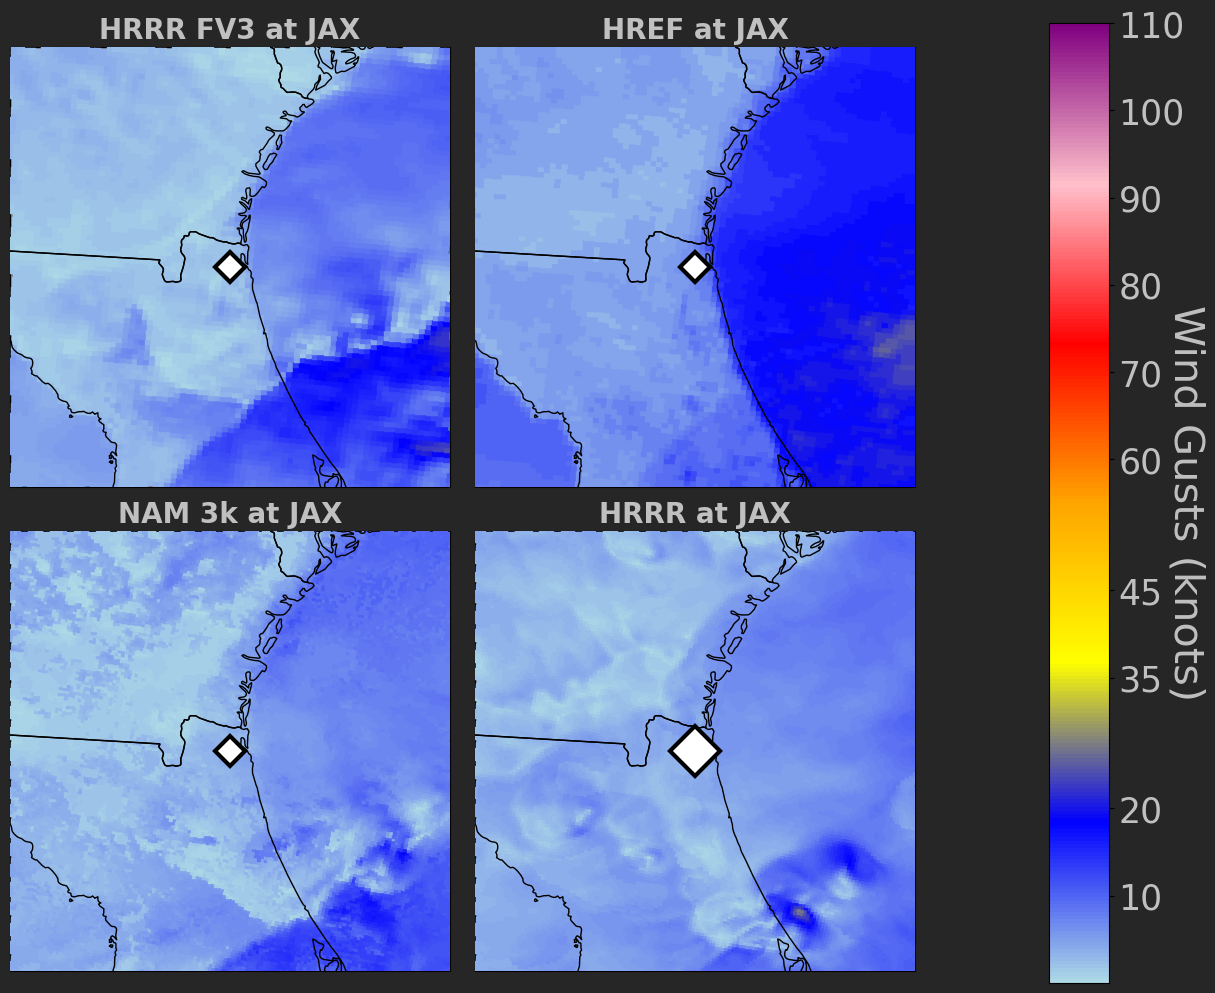 HRRR FV3 at JAX
HREF at JAX
NAM 3k at JAX
HRRR at JAX
110
100
90
80
70
60
45
35
20
10
Wind Gusts (knots)